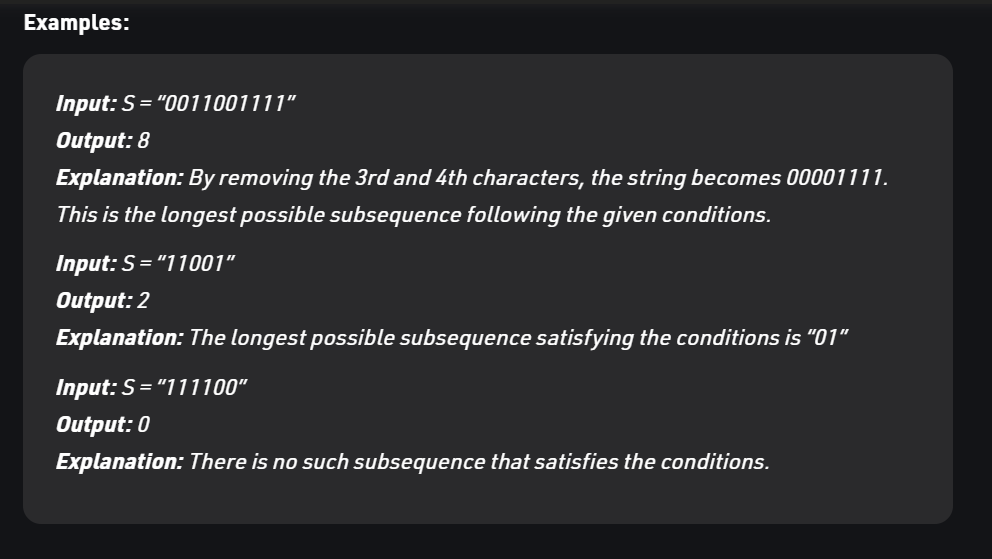 Examples:
Input: S = “0011001111”
Output: 8
Explanation: By removing the 3rd and 4th characters, the string becomes 00001111.
This is the longest possible subsequence following the given conditions.
Input: S = “11001”
Output: 2
Explanation: The longest possible subsequence satisfying the conditions is “01”
Input: S = “111100”
Output: 0
Explanation: There is no such subsequence that satisfies the conditions.